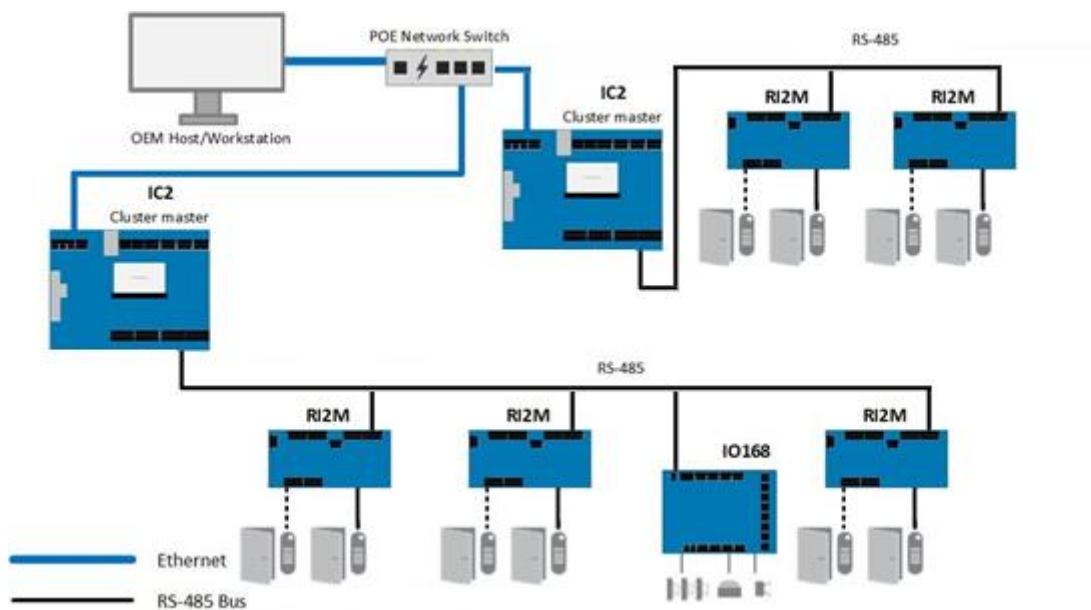 POE Network Switch
RS-485
OEM Host/Workstation
IC2
Cluster master
RI2M
RI2M
IC2
Cluster master
RS-485
RI2M
RI2M
IO168
RI2M
Ethernet
RS-485 Bus